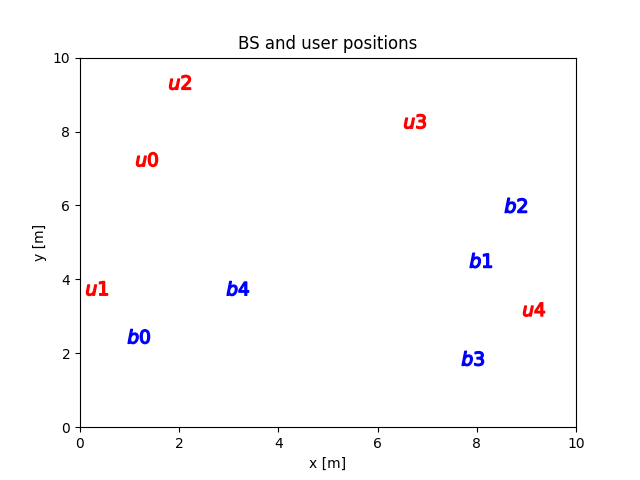 BS and user positions
10
u2
u3
8
u0
6
b2
y [m]
b1
4
u1
b4
u4
b0
2
b3
0
0 2 4 6 8 10
x [m]